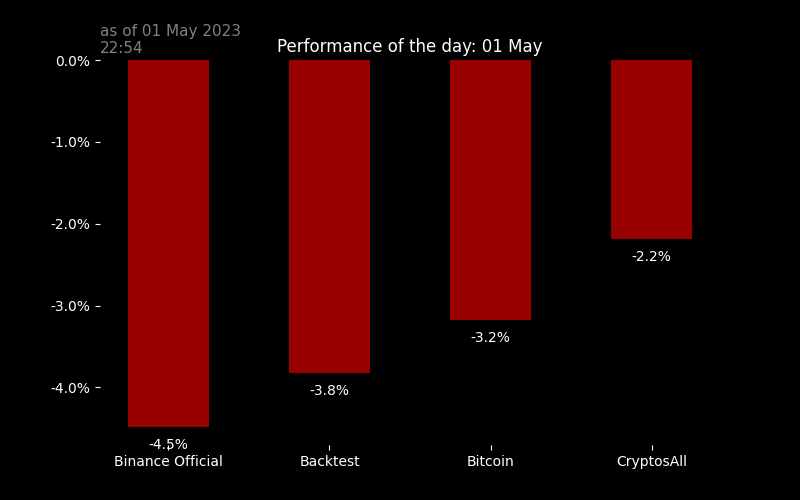 as of 01 May 2023
22:54
Performance of the day: 01 May
0.0%
-1.0%
-2.0%
-3.0%
-4.0%
-4.5%
-3.8%
-3.2%
-2.2%
Binance Official
Backtest
Bitcoin
CryptosAll